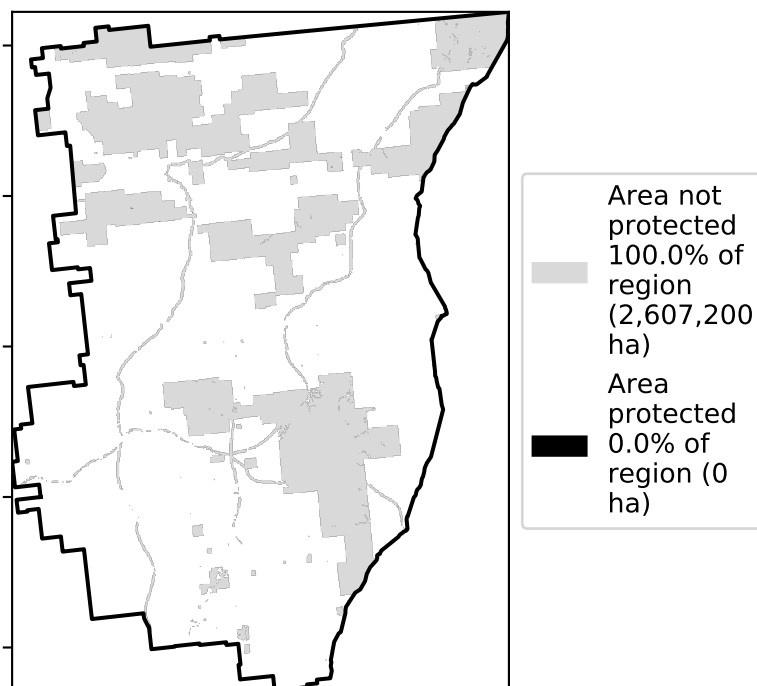 Area not
protected
100.0% of
region
(2,607,200
ha)
Area
protected
0.0% of
region (0
ha)